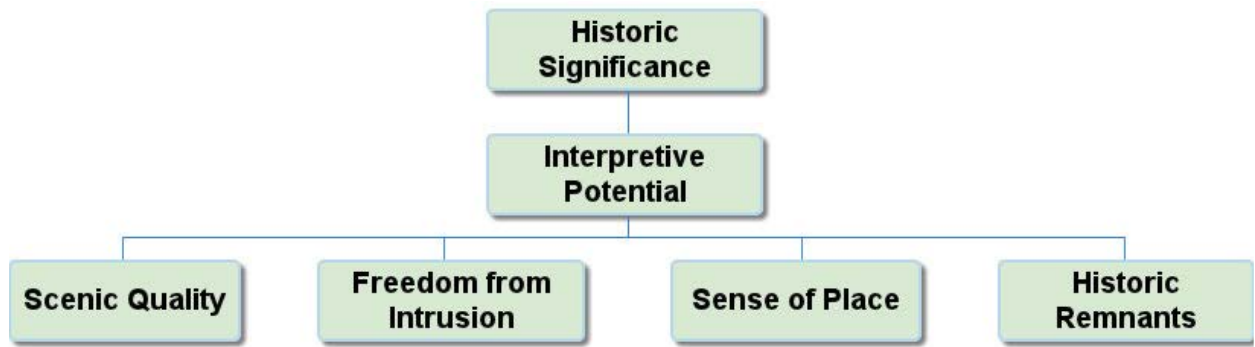 Historic
Significance
Interpretive
Potential
Scenic Quality
Freedom from
Intrusion
Sense of Place
Historic
Remnants